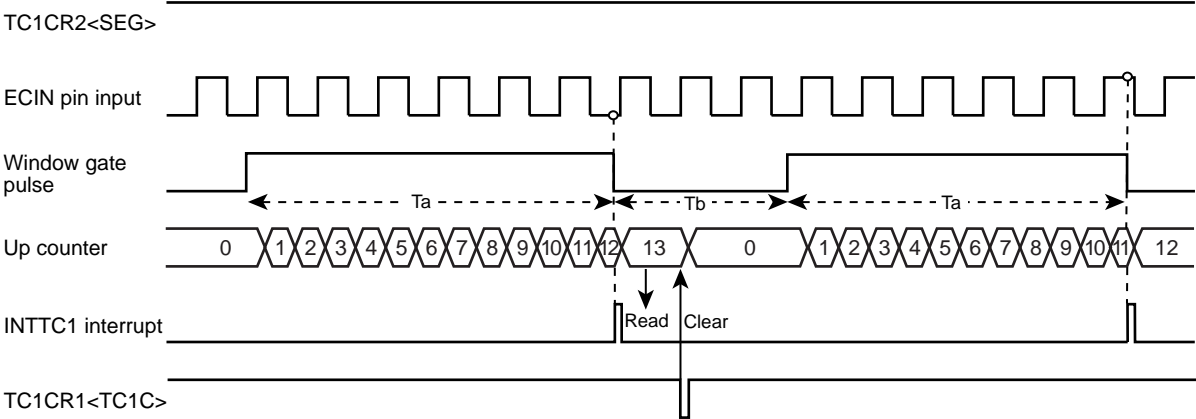 TC1CR2<SEG>
ECIN pin input
Window gate
pulse
Ta Tb Ta
Up counter 0 1 2 3 4 5 6 7 8 9 10 11 12 13 0 1 2 3 4 5 6 7 8 9 10 11 12
INTTC1 interrupt Read Clear
TC1CR1<TC1C>